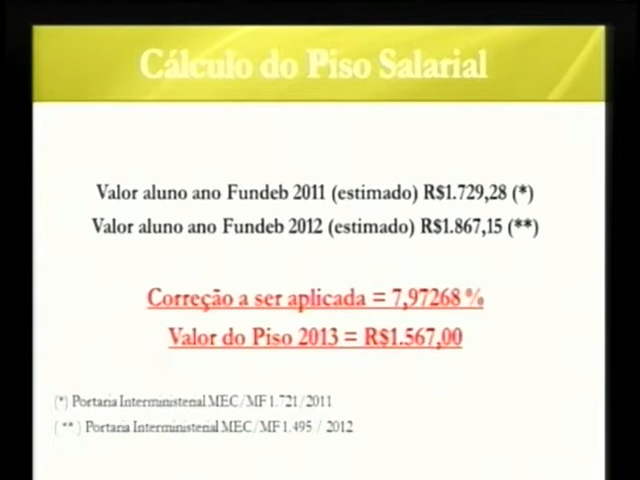 Cálculo do Piso Salarial
Valor aluno ano Fundeb 2011 (estimado) R$1.729,28 (*)
Valor aluno ano Fundeb 2012 (estimado) R$1.867,15 (**)
Correção a ser aplicada = 7,97268 %
Valor do Piso 2013 = R$1.567,00
(*) Portaria Interministerial MEC/MF 1.721/2011
( ** ) Portaria Interministerial MEC/MF 1.495 / 2012